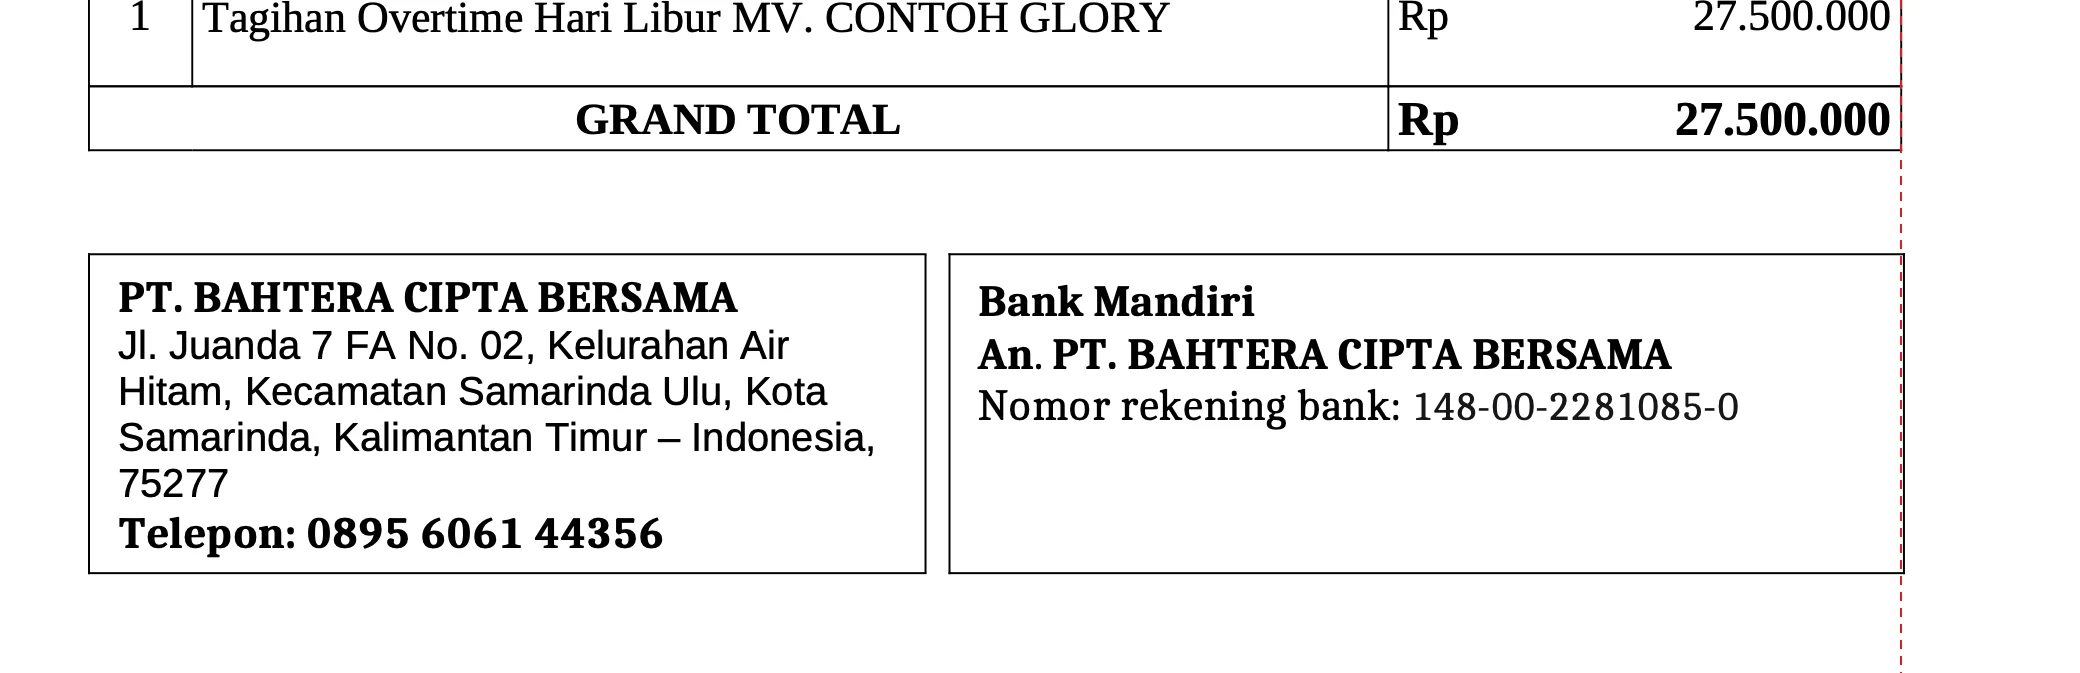 1 Tagihan Overtime Hari Libur MV. CONTOH GLORY Rp 27.500.000
GRAND TOTAL Rp 27.500.000
PT. BAHTERA CIPTA BERSAMA
Jl. Juanda 7 FA No. 02, Kelurahan Air
Hitam, Kecamatan Samarinda Ulu, Kota
Samarinda, Kalimantan Timur – Indonesia,
75277
Telepon: 0895 6061 44356
Bank Mandiri
An. PT. BAHTERA CIPTA BERSAMA
Nomor rekening bank: 148-00-2281085-0